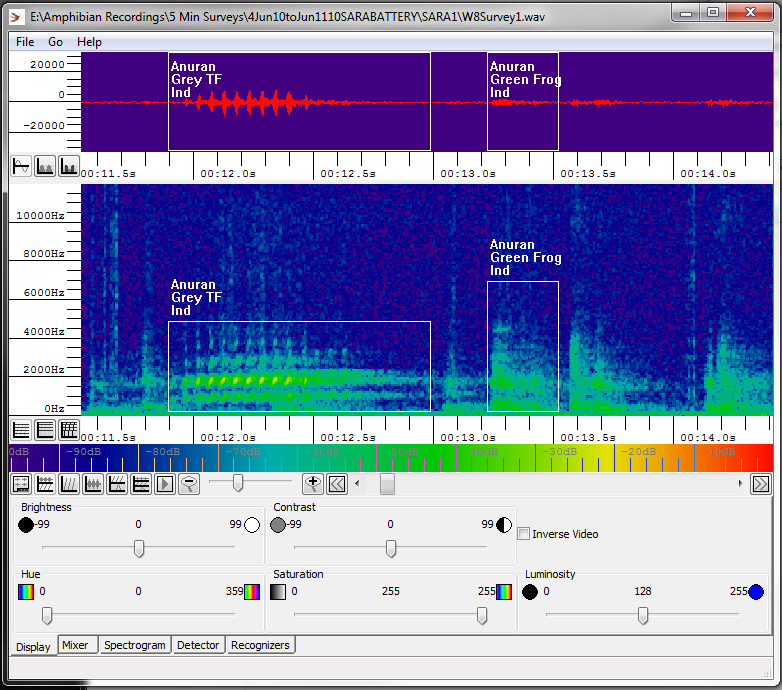 E:\Amphibian Recordings\5 Min Surveys\4Jun10toJun1110SARABATTERY\SARA1\W8Survey1.wav
File Go Help
20000
0
-20000
Anuran
Grey TF
Ind
Anuran
Green Frog
Ind
00:11.5s 00:12.0s 00:12.5s 00:13.0s 00:13.5s 00:14.0s
10000Hz
8000Hz
6000Hz
4000Hz
2000Hz
0Hz
Anuran
Grey TF
Ind
Anuran
Green Frog
Ind
00:11.5s 00:12.0s 00:12.5s 00:13.0s 00:13.5s 00:14.0s
0dB -90dB -80dB -70dB -60dB -50dB -40dB -30dB -20dB -10dB
Brightness Contrast
-99 0 99 -99 0 99 Inverse Video
Hue Saturation Luminosity
0 0 359 0 255 255 0 128 255
Display Mixer Spectrogram Detector Recognizers